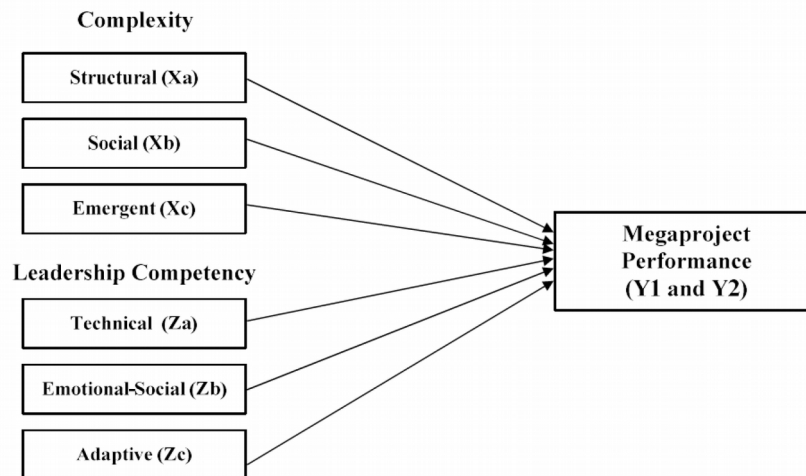 Complexity
Structural (Xa)
Social (Xb)
Emergent (Xc)
Leadership Competency
Technical (Za)
Emotional-Social (Zb)
Adaptive (Zc)
Megaproject
Performance
(Y1 and Y2)